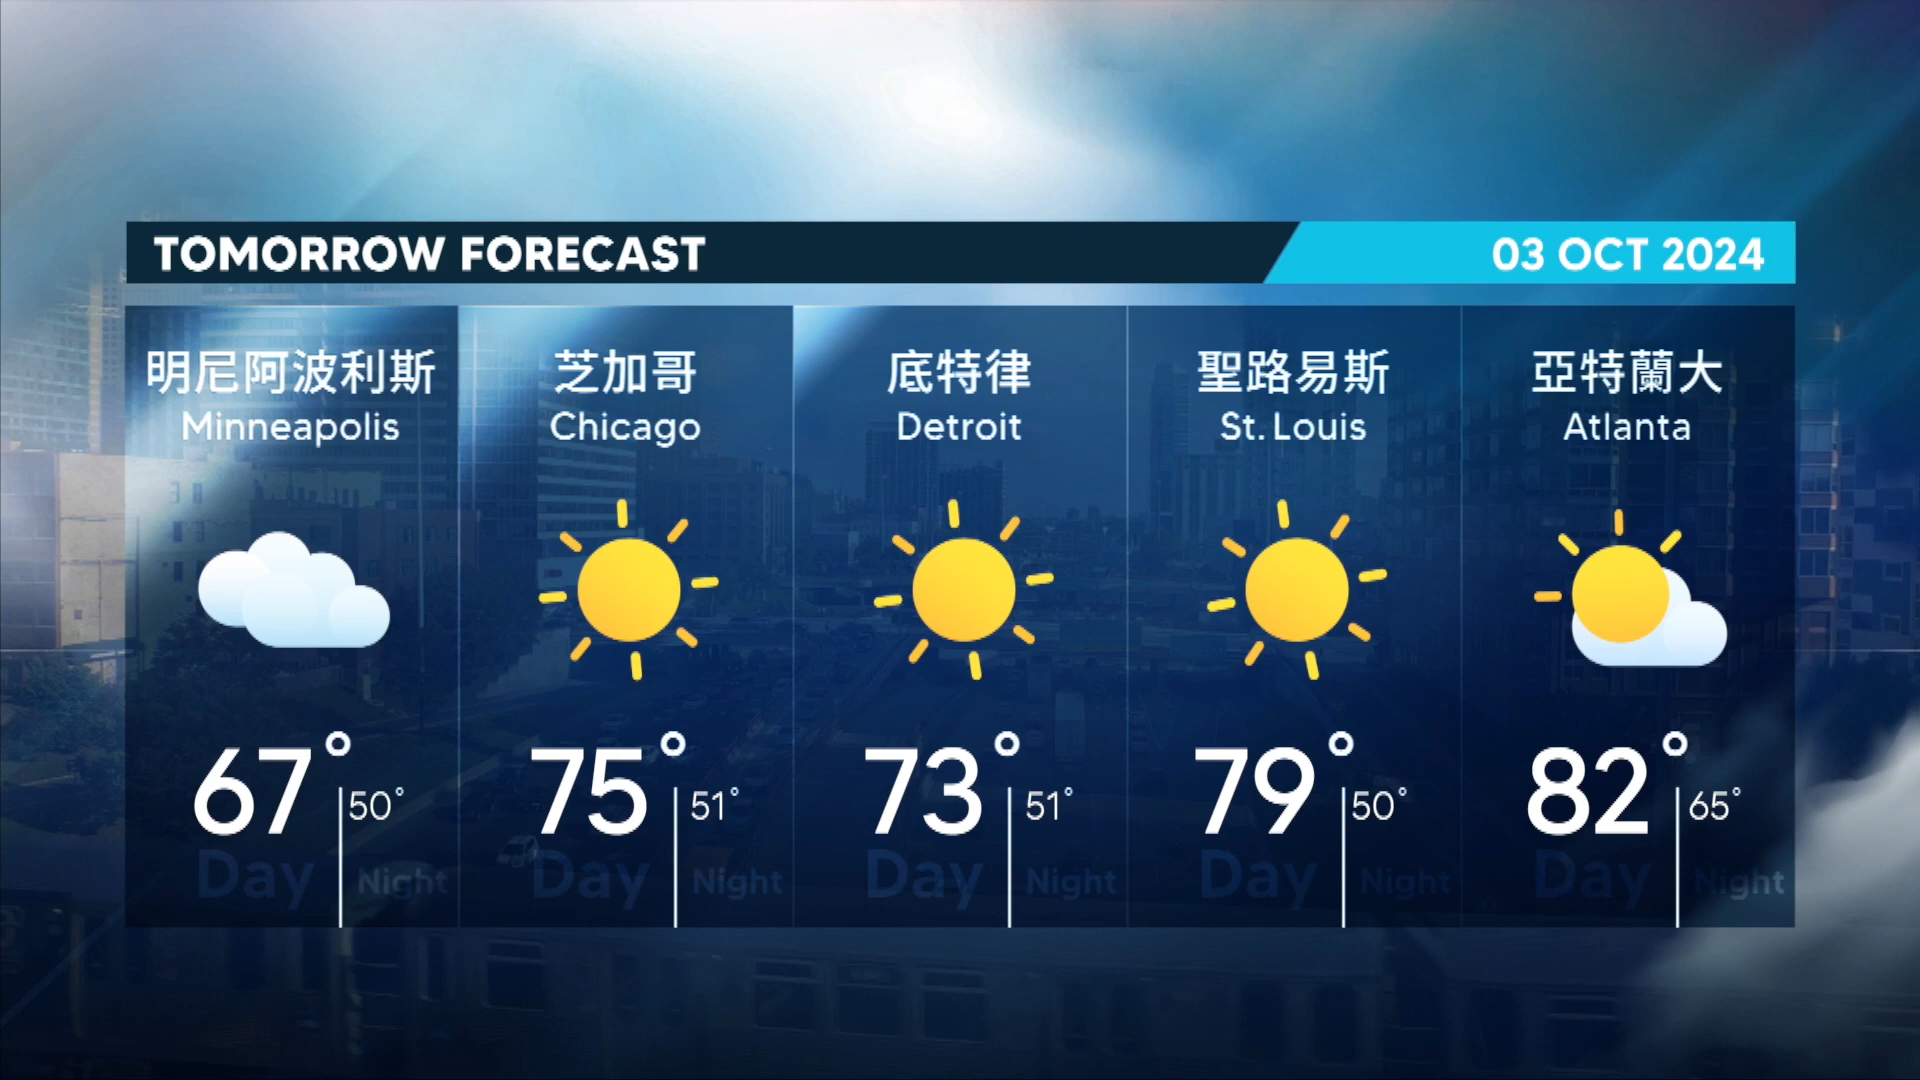 TOMORROW FORECAST
03 OCT 2024
明尼阿波利斯
Minneapolis
67°
50°
Day
Night
芝加哥
Chicago
75°
51°
Day
Night
底特律
Detroit
73°
51°
Day
Night
聖路易斯
St. Louis
79°
50°
Day
Night
亞特蘭大
Atlanta
82°
65°
Day
Night